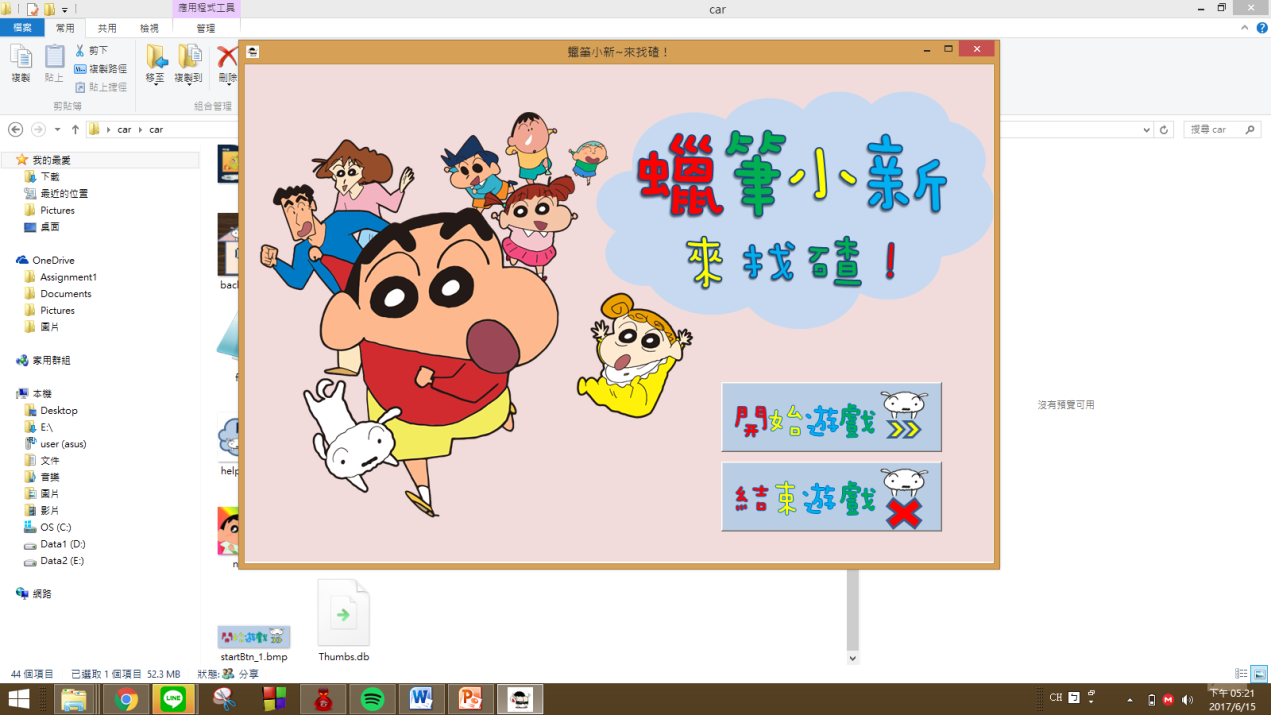 應用程式工具
car
檔案
常用
共用
檢視
管理
複製
貼上
剪下
複製路徑
貼上捷徑
剪貼簿
移至
複製到
刪除
組合管理
car
car
搜尋 car
我的最愛
下載
最近的位置
Pictures
桌面
OneDrive
Assignment1
Documents
Pictures
圖片
家用群組
本機
Desktop
E:\
user (asus)
文件
音樂
圖片
影片
OS (C:)
Data1 (D:)
Data2 (E:)
網路
蠟筆小新~來找碴！
蠟筆小新
來找碴！
開始遊戲
結束遊戲
help
startBtn_1.bmp
Thumbs.db
沒有預覽可用
44 個項目
已選取 1 個項目 52.3 MB
狀態:
分享
LINE
CH
下午 05:21
2017/6/15